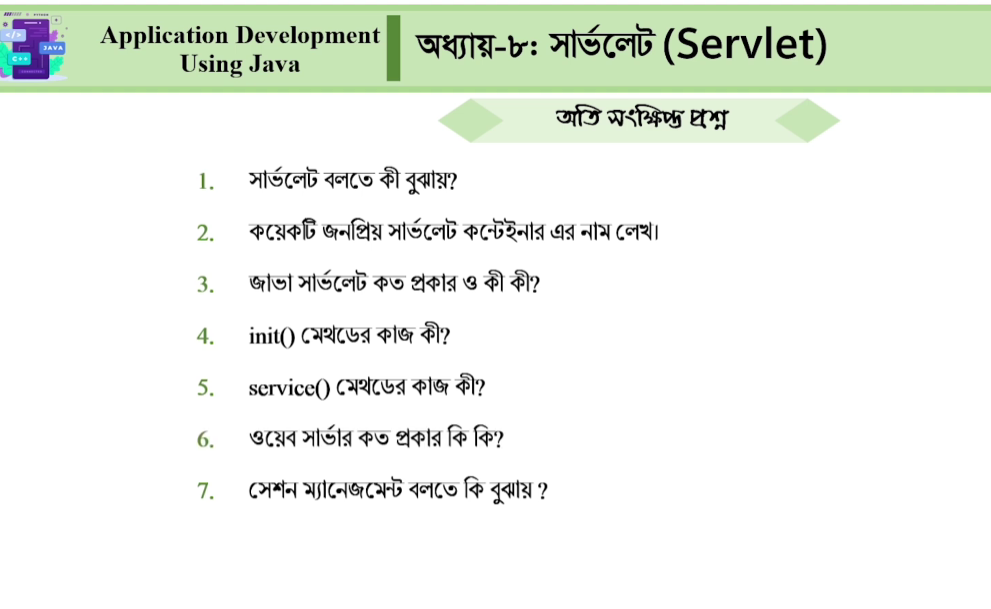 Application Development
Using Java
অধ্যায়-৮: সার্ভলেট (Servlet)
</>
JAVA
C++
অতি সংক্ষিপ্ত প্রশ্ন
1. সার্ভলেট বলতে কী বুঝায়?
2. কয়েকটি জনপ্রিয় সার্ভলেট কন্টেইনার এর নাম লেখ।
3. জাভা সার্ভলেট কত প্রকার ও কী কী?
4. init() মেথডের কাজ কী?
5. service() মেথডের কাজ কী?
6. ওয়েব সার্ভার কত প্রকার কি কি?
7. সেশন ম্যানেজমেন্ট বলতে কি বুঝায় ?